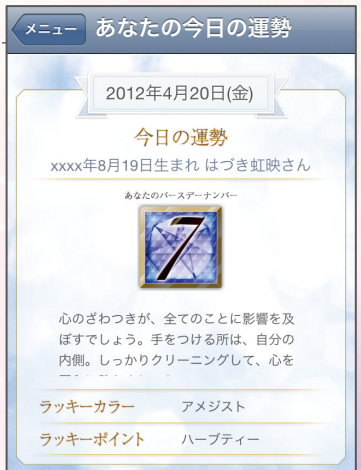 メニュー
あなたの今日の運勢
2012年4月20日(金)
今日の運勢
xxxx年8月19日生まれ はづき虹映さん
あなたのバースデーナンバー
7
心のざわつきが、全てのことに影響を及
ぼすでしょう。手をつける所は、自分の
内側。しっかりクリーニングして、心を
ラッキーカラー アメジスト
ラッキーポイント ハーブティー